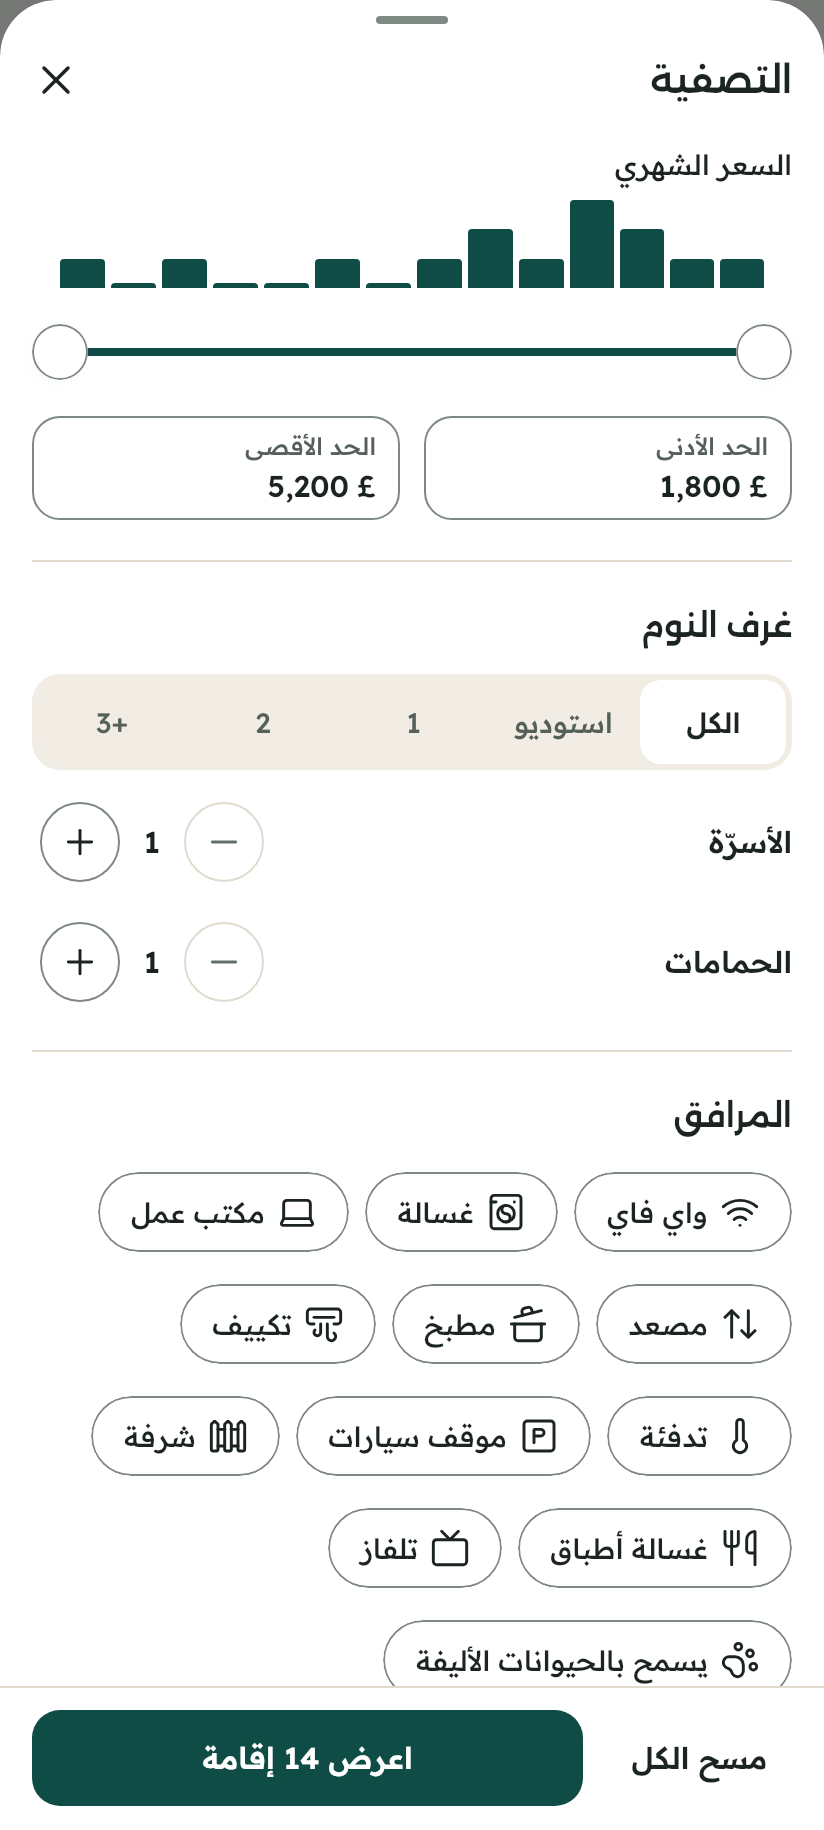 التصفية
السعر الشهري
الحد الأدنى
£ 1,800
الحد الأقصى
£ 5,200
غرف النوم
الكل
استوديو
1
2
3+
الأسرّة
1
الحمامات
1
المرافق
واي فاي
غسالة
مكتب عمل
مصعد
مطبخ
تكييف
تدفئة
P
موقف سيارات
شرفة
غسالة أطباق
تلفاز
يسمح بالحيوانات الأليفة
مسح الكل
اعرض 14 إقامة